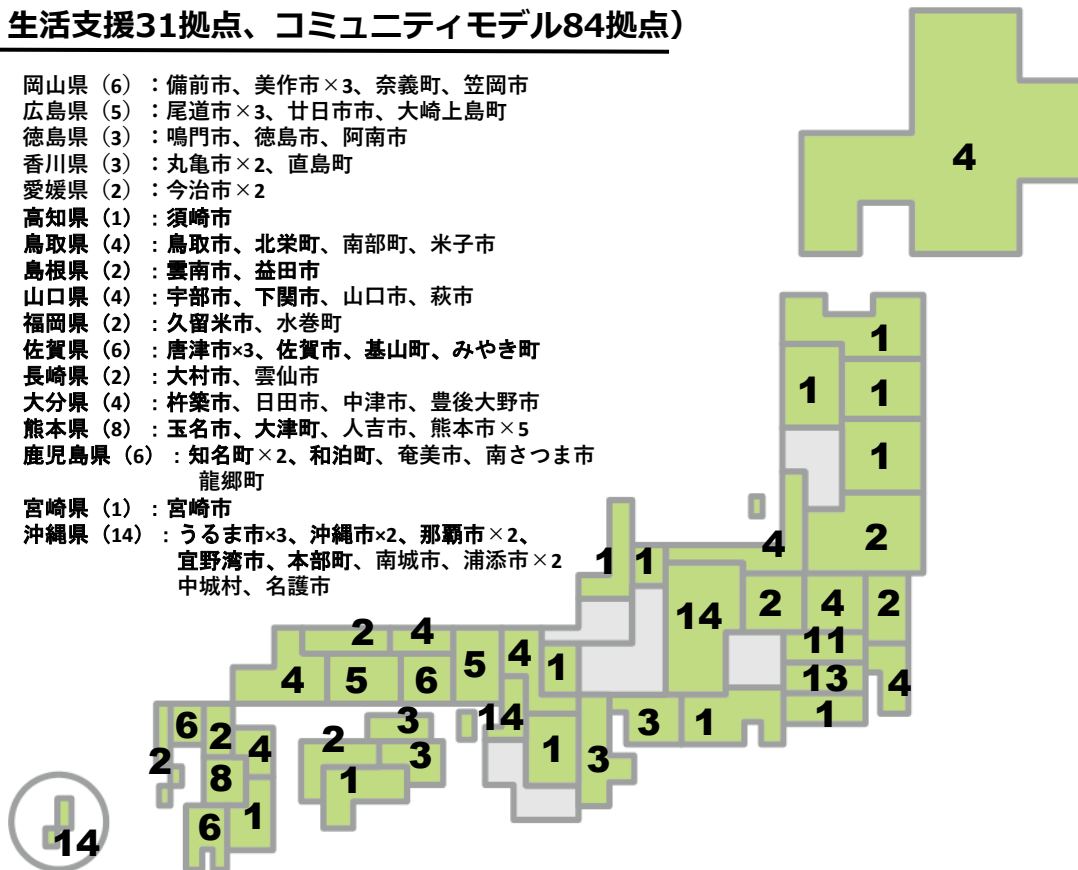 生活支援31拠点、コミュニティモデル84拠点）
岡山県（6）：備前市、美作市×3、奈義町、笠岡市
広島県（5）：尾道市×3、廿日市市、大崎上島町
徳島県（3）：鳴門市、徳島市、阿南市
香川県（3）：丸亀市×2、直島町
愛媛県（2）：今治市×2
高知県（1）：須崎市
鳥取県（4）：鳥取市、北栄町、南部町、米子市
島根県（2）：雲南市、益田市
山口県（4）：宇部市、下関市、山口市、萩市
福岡県（2）：久留米市、水巻町
佐賀県（6）：唐津市×3、佐賀市、基山町、みやき町
長崎県（2）：大村市、雲仙市
大分県（4）：杵築市、日田市、中津市、豊後大野市
熊本県（8）：玉名市、大津町、人吉市、熊本市×5
鹿児島県（6）：知名町×2、和泊町、奄美市、南さつま市
龍郷町
宮崎県（1）：宮崎市
沖縄県（14）：うるま市×3、沖縄市×2、那覇市×2、
宜野湾市、本部町、南城市、浦添市×2
中城村、名護市
4
1
1
1
1
2
4
1
1
14
2
4
2
11
13
4
1
2
4
5
4
1
4
5
6
14
1
3
3
1
6
2
4
2
8
1
6
2
3
3
1
14